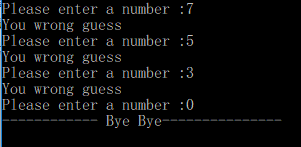 Please enter a number :7
You wrong guess
Please enter a number :5
You wrong guess
Please enter a number :3
You wrong guess
Please enter a number :0
------------ Bye Bye---------------